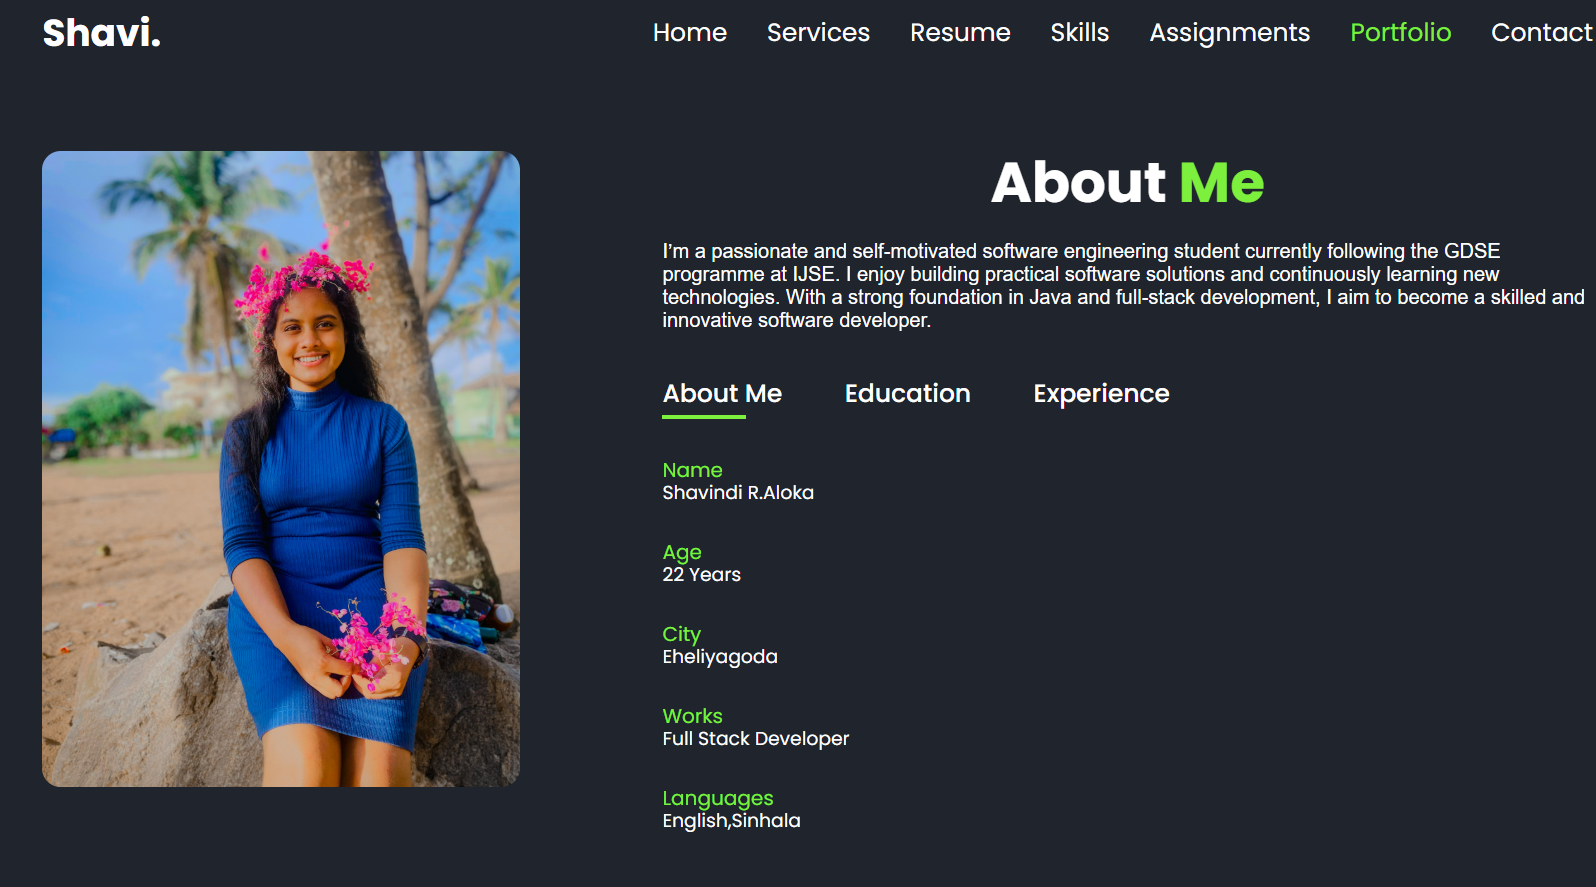 Shavi.
Home Services Resume Skills Assignments Portfolio Contact
About Me
I'm a passionate and self-motivated software engineering student currently following the GDSE
programme at IJSE. I enjoy building practical software solutions and continuously learning new
technologies. With a strong foundation in Java and full-stack development, I aim to become a skilled and
innovative software developer.
About Me Education Experience
Name
Shavindi R.Aloka
Age
22 Years
City
Eheliyagoda
Works
Full Stack Developer
Languages
English,Sinhala